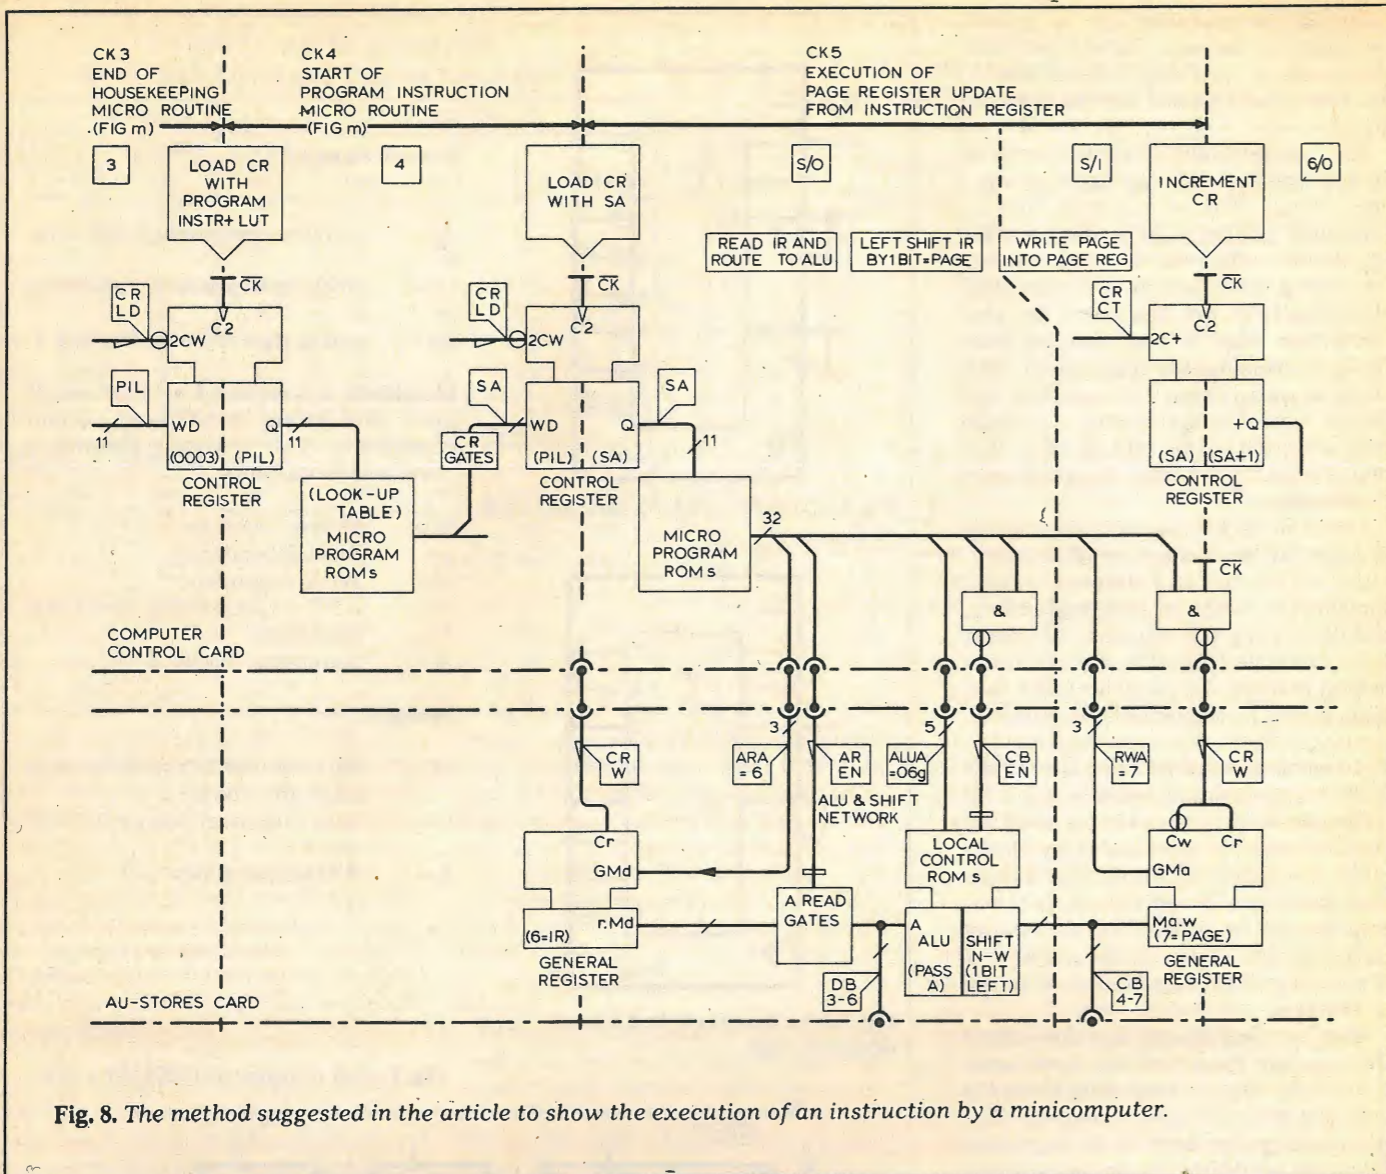 CK3
END OF
HOUSEKEEPING
MICRO ROUTINE
(FIG m)
CK4
START OF
PROGRAM INSTRUCTION
MICRO ROUTINE
(FIG m)
CK5
EXECUTION OF
PAGE REGISTER UPDATE
FROM INSTRUCTION REGISTER
3
LOAD CR
WITH
PROGRAM
INSTR+ LUT
4
LOAD CR
WITH SA
S/0
S/1
INCREMENT
CR
6/0
READ IR AND
ROUTE TO ALU
LEFT SHIFT IR
BY 1 BIT=PAGE
WRITE PAGE
INTO PAGE REG
CK
CK
CK
CR
LD
C2
2CW
CR
LD
C2
2CW
CR
CT
C2
2C+
PIL
11
WD
Q
11
(0003)
(PIL)
CONTROL
REGISTER
SA
CR
GATES
WD
Q
(PIL)
(SA)
CONTROL
REGISTER
SA
11
+Q
(SA)
(SA+1)
CONTROL
REGISTER
(LOOK-UP
TABLE)
MICRO
PROGRAM
ROMs
MICRO
PROGRAM
ROMs
32
CK
&
&
COMPUTER
CONTROL CARD
3
5
3
CR
W
ARA
= 6
AR
EN
ALUA
=06g
CB
EN
RWA
=7
CR
W
ALU & SHIFT
NETWORK
Cr
GMd
LOCAL
CONTROL
ROMs
Cw
Cr
GMa
r.Md
(6=IR)
GENERAL
REGISTER
A READ
GATES
A
ALU
(PASS
A)
SHIFT
N-W
(1 BIT
LEFT)
Ma.w
(7=PAGE)
GENERAL
REGISTER
DB
3-6
CB
4-7
AU-STORES CARD
Fig. 8. The method suggested in the article to show the execution of an instruction by a minicomputer.